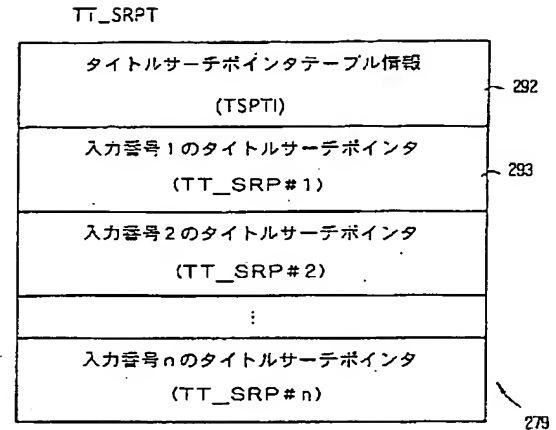 TT_SRPT
タイトルサーチポインタテーブル情報
(TSPTI)
292
入力番号1のタイトルサーチポインタ
(TT_SRP#1)
293
入力番号2のタイトルサーチポインタ
(TT_SRP#2)
⋮
入力番号nのタイトルサーチポインタ
(TT_SRP#n)
279